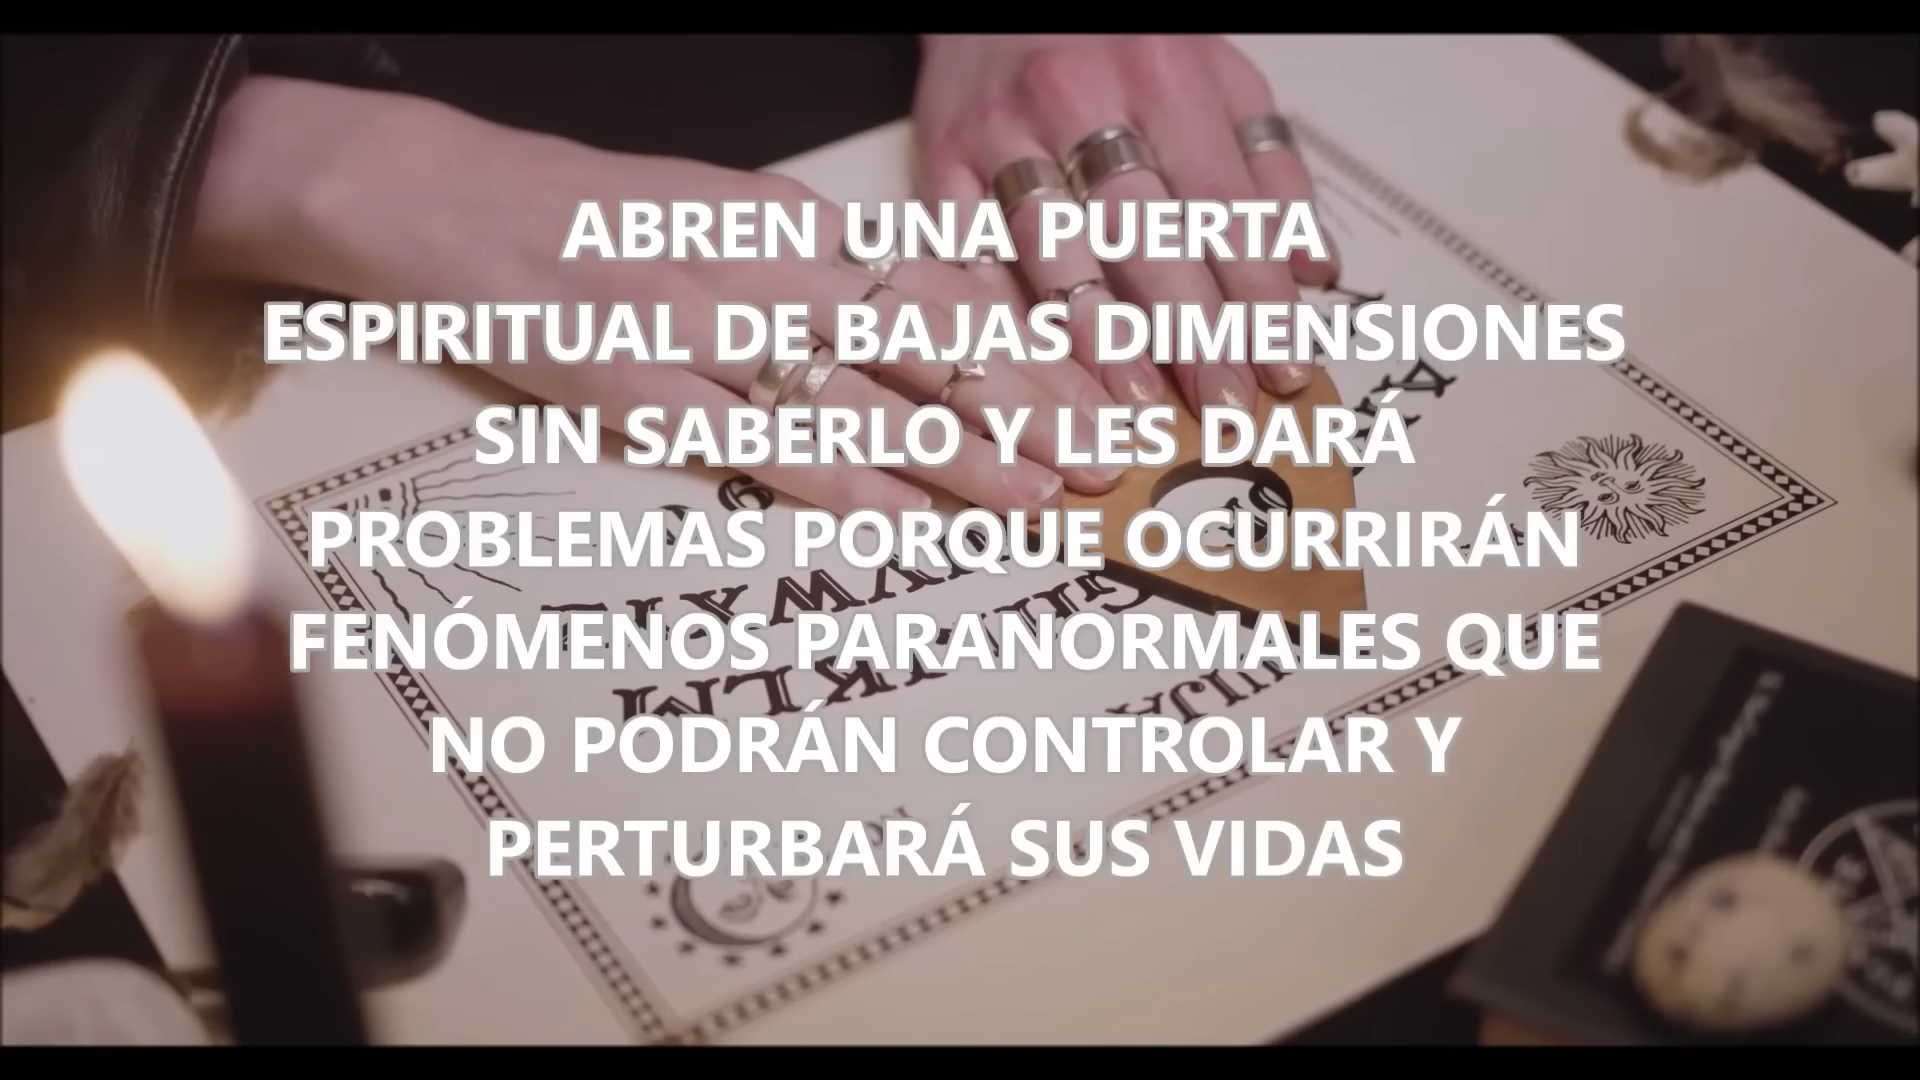 ABREN UNA PUERTA
ESPIRITUAL DE BAJAS DIMENSIONES
SIN SABERLO Y LES DARÁ
PROBLEMAS PORQUE OCURRIRÁN
FENÓMENOS PARANORMALES QUE
NO PODRÁN CONTROLAR Y
PERTURBARÁ SUS VIDAS